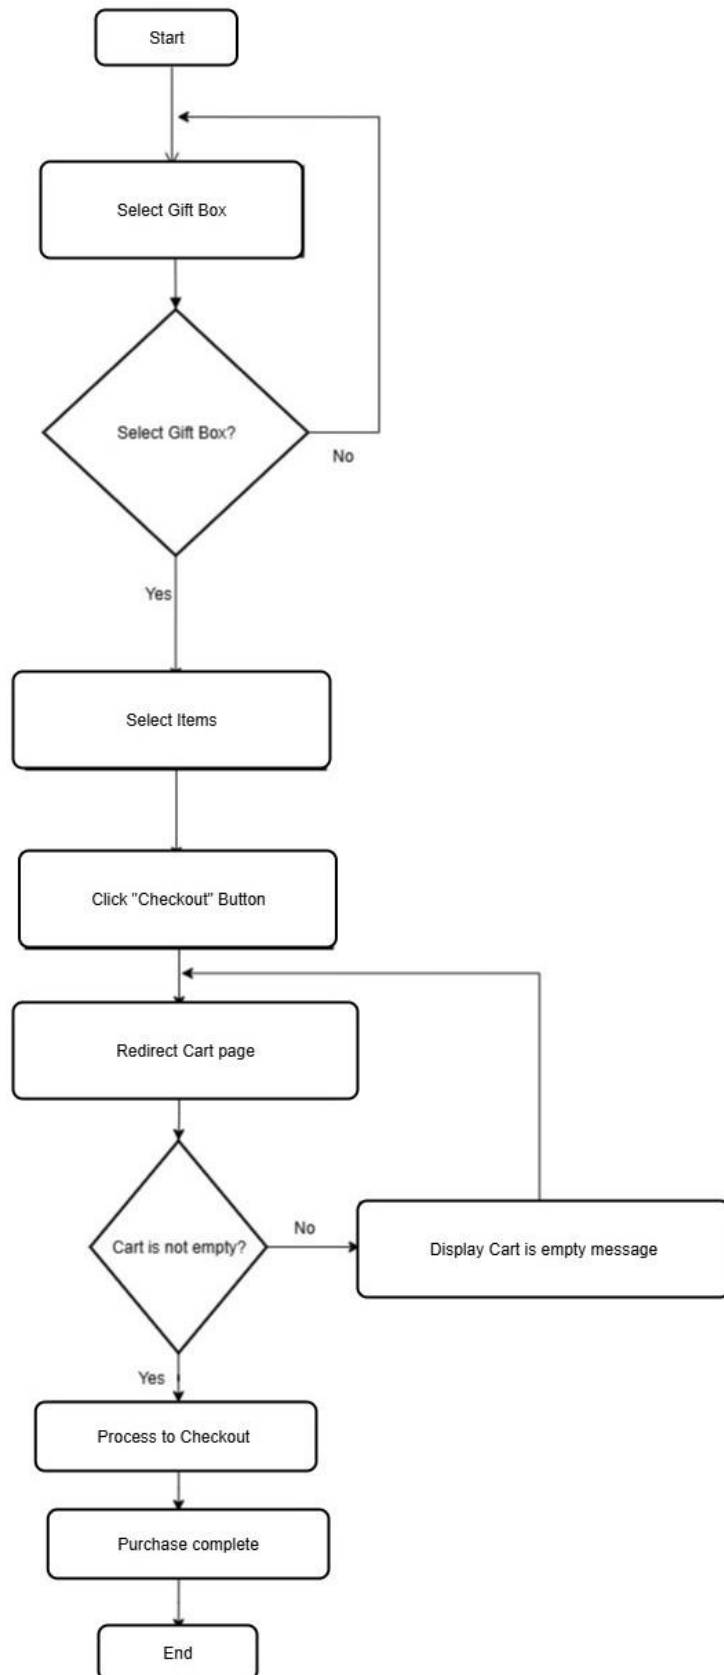 Start
Select Gift Box
Select Gift Box?
No
Yes
Select Items
Click "Checkout" Button
Redirect Cart page
Cart is not empty?
No
Display Cart is empty message
Yes
Process to Checkout
Purchase complete
End